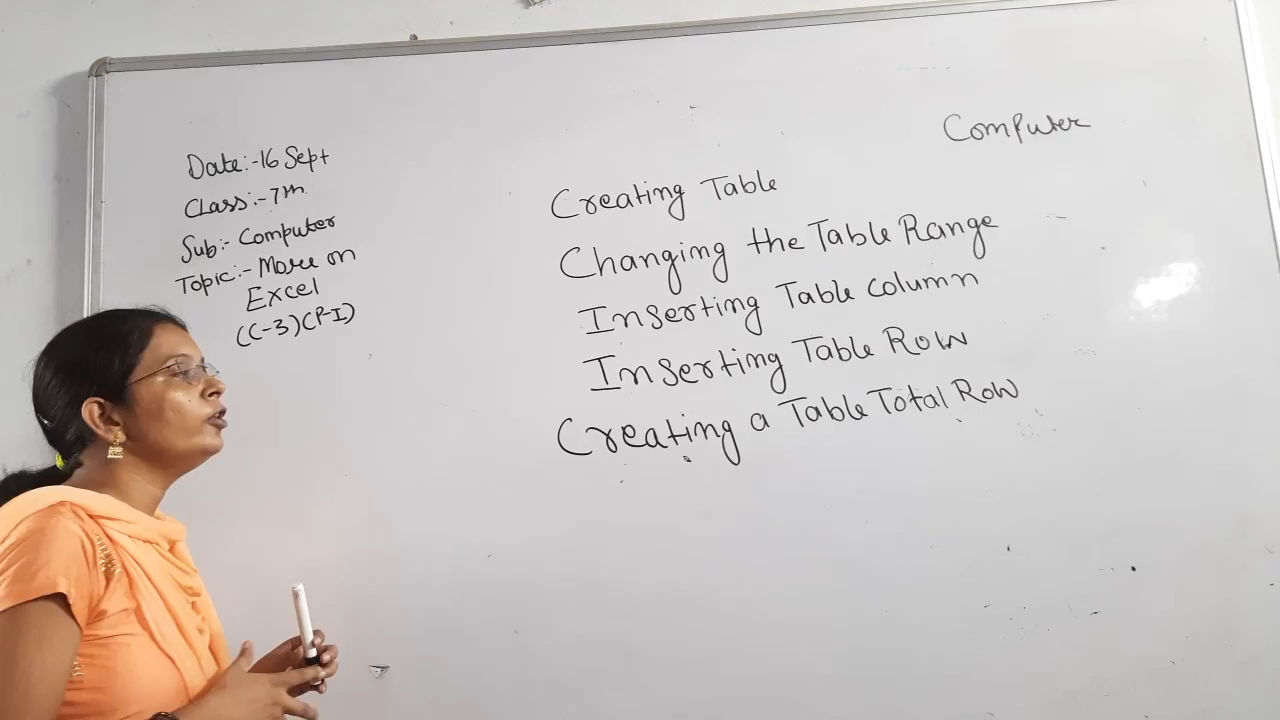 Date:-16 Sept
Class:-7th
Sub:- Computer
Topic:- More on
Excel
(C-3)(P-I)
Computer
Creating Table
Changing the Table Range
Inserting Table column
Inserting Table Row
Creating a Table Total Row